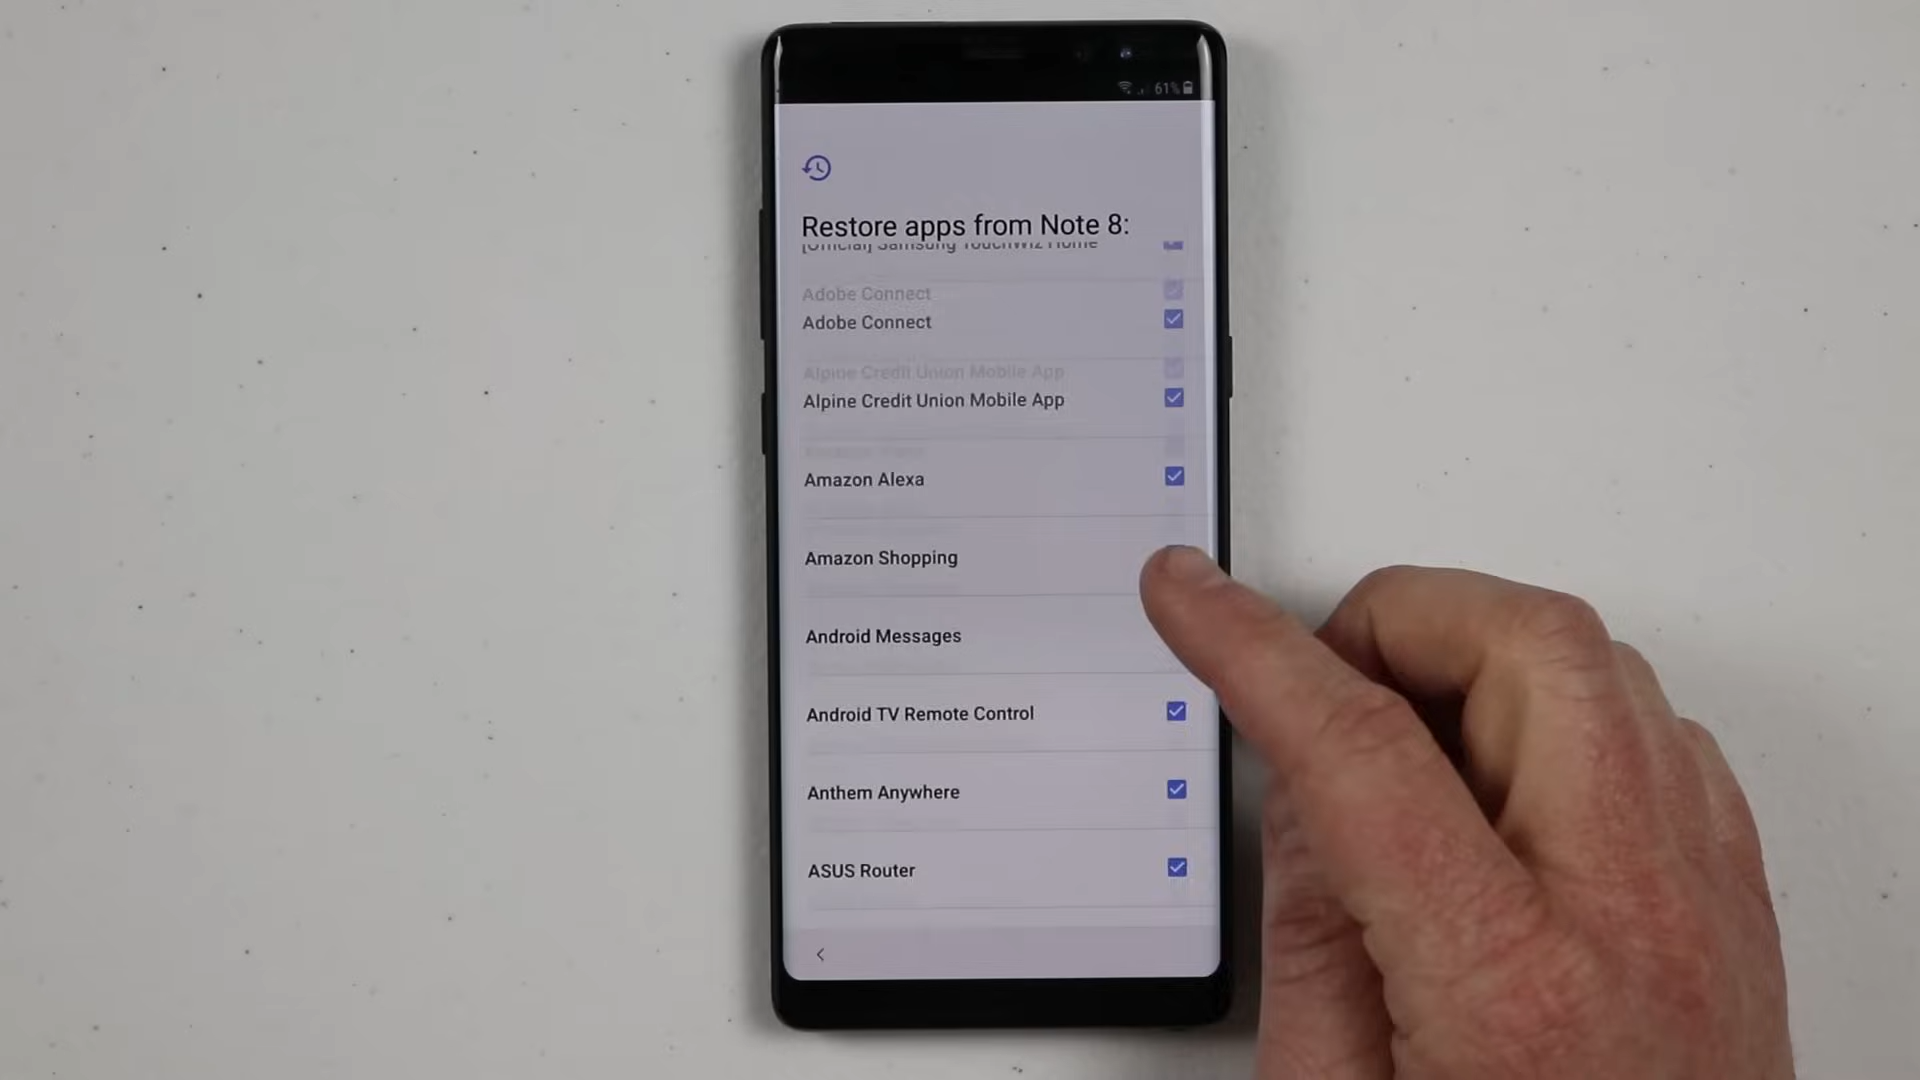 61%
Restore apps from Note 8:
[Official] Samsung TouchWiz Home
Adobe Connect
Adobe Connect
Alpine Credit Union Mobile App
Alpine Credit Union Mobile App
Amazon Alexa
Amazon Shopping
Android Messages
Android TV Remote Control
Anthem Anywhere
ASUS Router